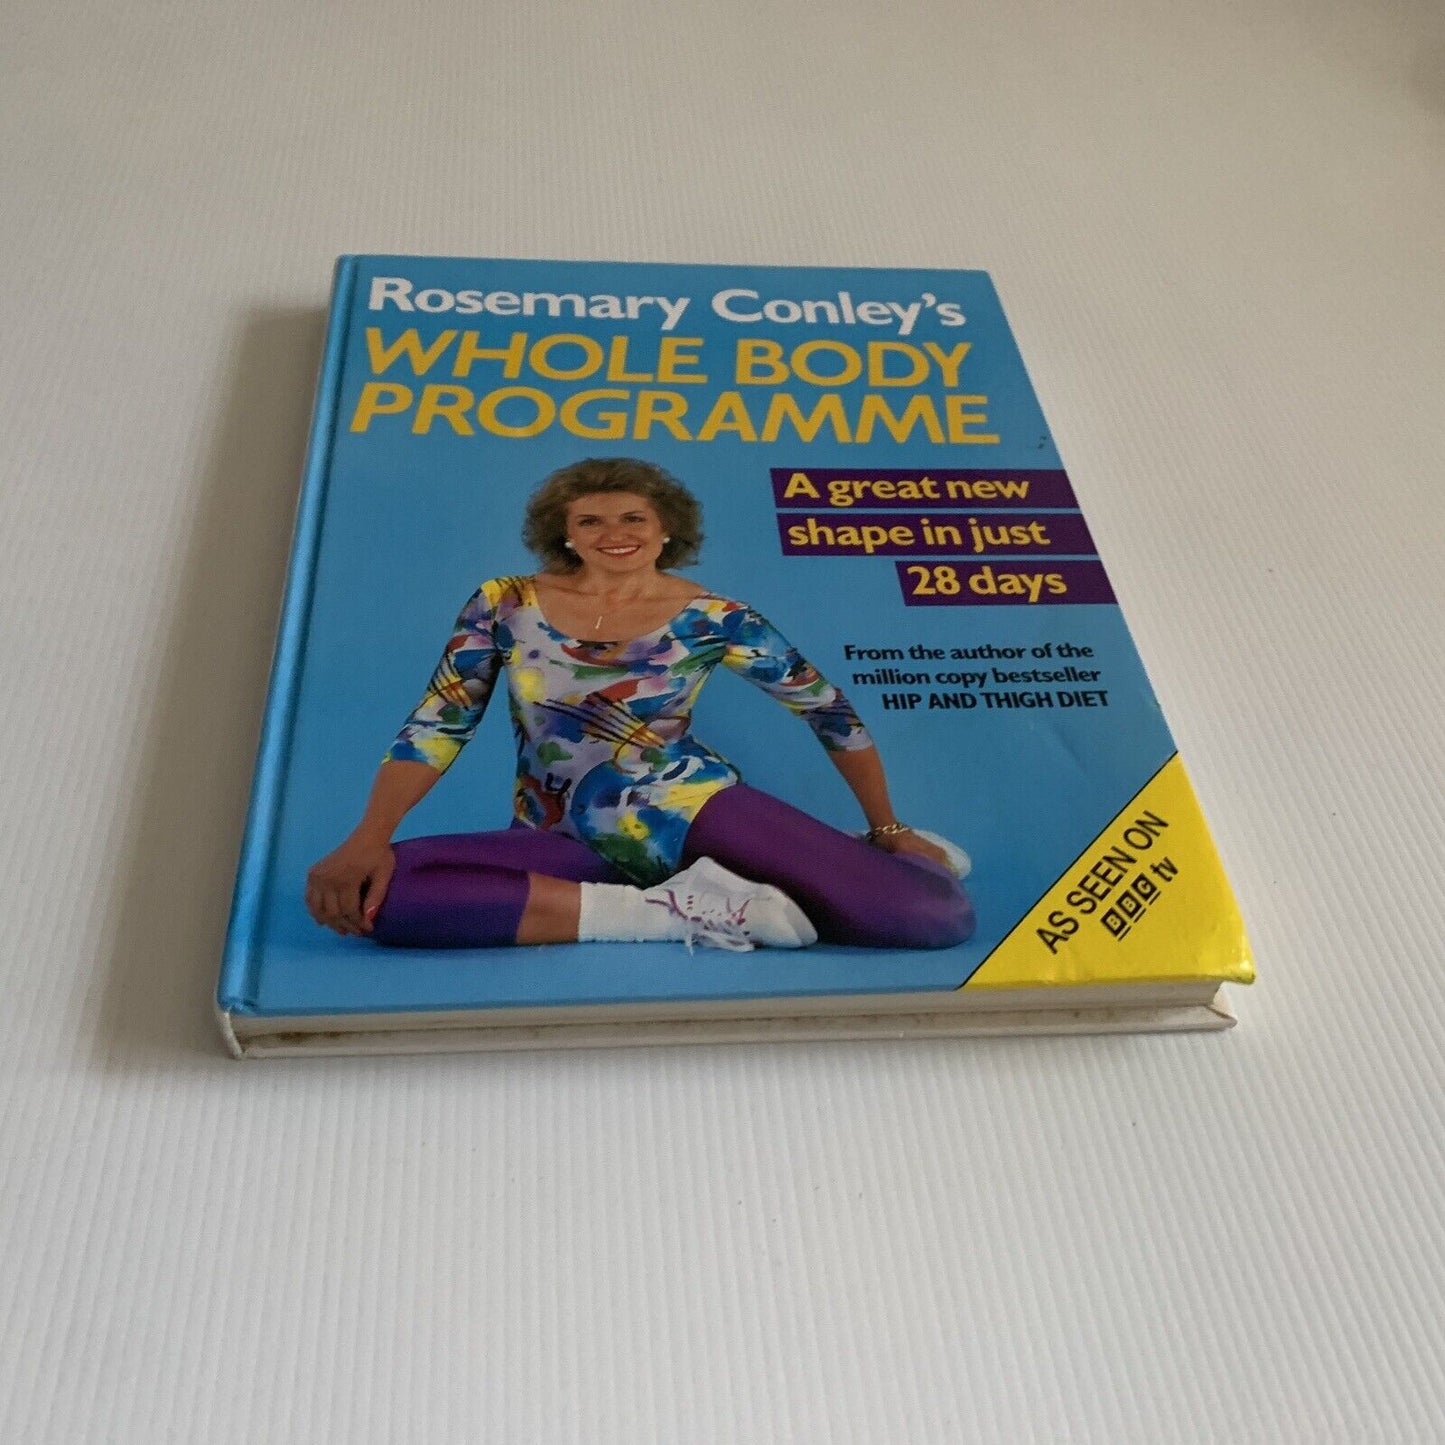 Rosemary Conley's
WHOLE BODY
PROGRAMME
A great new
shape in just
28 days
From the author of the
million copy bestseller
HIP AND THIGH DIET
AS SEEN ON
BBC tv